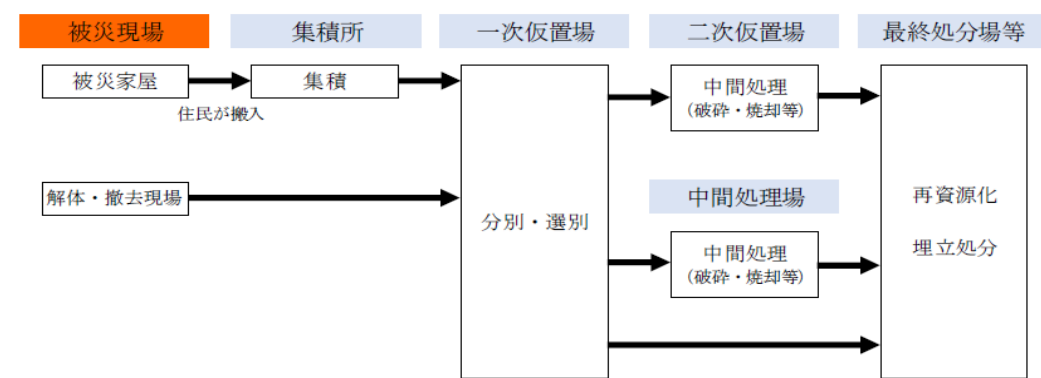 被災現場
集積所
一次仮置場
二次仮置場
最終処分場等
被災家屋
集積
住民が搬入
中間処理
(破砕・焼却等)
解体・撤去現場
分別・選別
中間処理場
中間処理
(破砕・焼却等)
再資源化
埋立処分